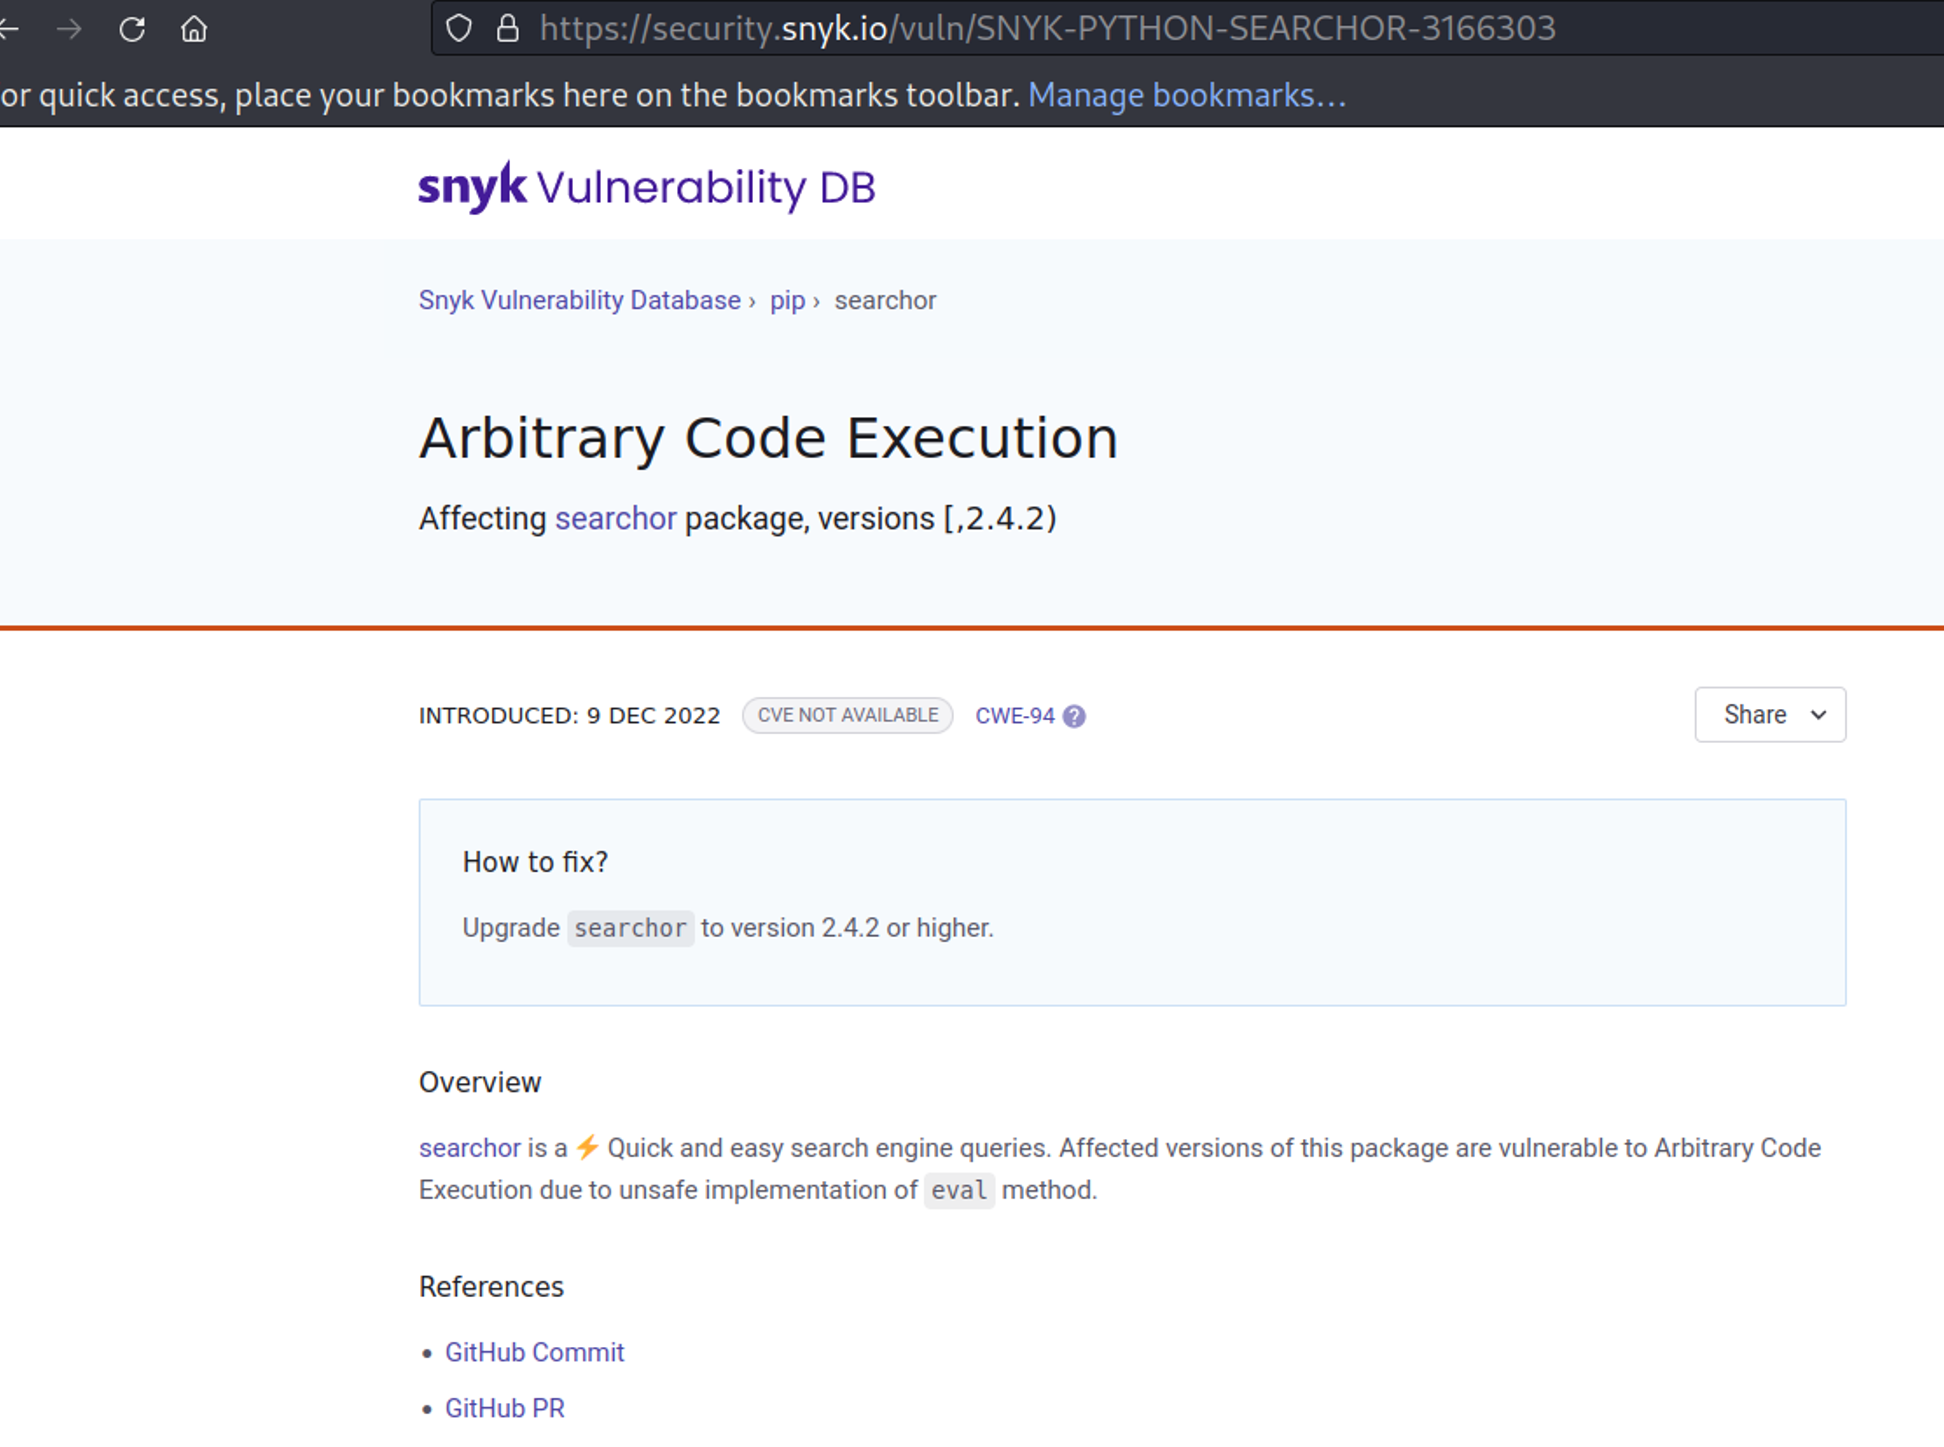 https://security.snyk.io/vuln/SNYK-PYTHON-SEARCHOR-3166303
or quick access, place your bookmarks here on the bookmarks toolbar. Manage bookmarks…
snyk Vulnerability DB
Snyk Vulnerability Database › pip › searchor
Arbitrary Code Execution
Affecting searchor package, versions [,2.4.2)
INTRODUCED: 9 DEC 2022 CVE NOT AVAILABLE CWE-94 ? Share
How to fix?
Upgrade searchor to version 2.4.2 or higher.
Overview
searchor is a ⚡ Quick and easy search engine queries. Affected versions of this package are vulnerable to Arbitrary Code
Execution due to unsafe implementation of eval method.
References
• GitHub Commit
• GitHub PR